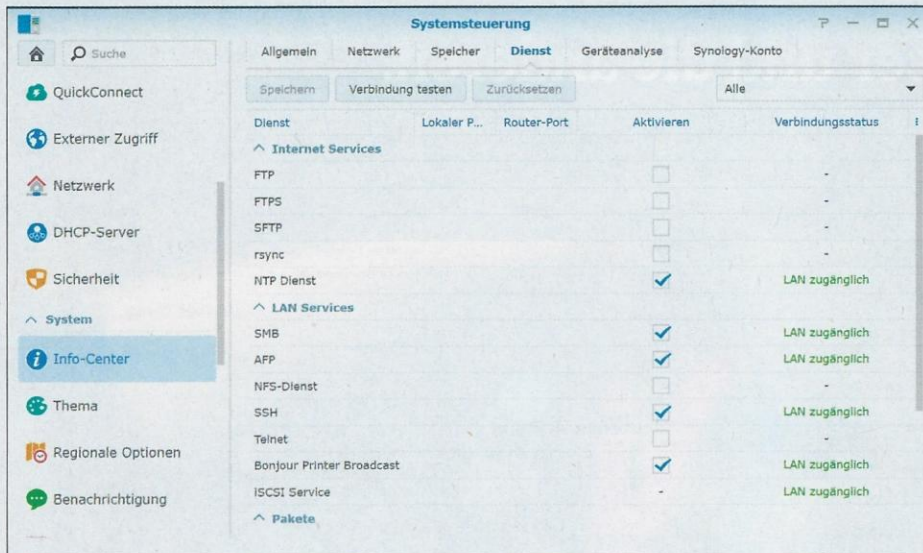 Systemsteuerung
Suche
QuickConnect
Externer Zugriff
Netzwerk
DHCP-Server
Sicherheit
System
Info-Center
Thema
Regionale Optionen
Benachrichtigung
Allgemein Netzwerk Speicher Dienst Geräteanalyse Synology-Konto
Speichern Verbindung testen Zurücksetzen Alle
Dienst Lokaler P... Router-Port Aktivieren Verbindungsstatus
Internet Services
FTP -
FTPS -
SFTP -
rsync -
NTP Dienst LAN zugänglich
LAN Services
SMB LAN zugänglich
AFP LAN zugänglich
NFS-Dienst -
SSH LAN zugänglich
Telnet -
Bonjour Printer Broadcast LAN zugänglich
iSCSI Service - LAN zugänglich
Pakete